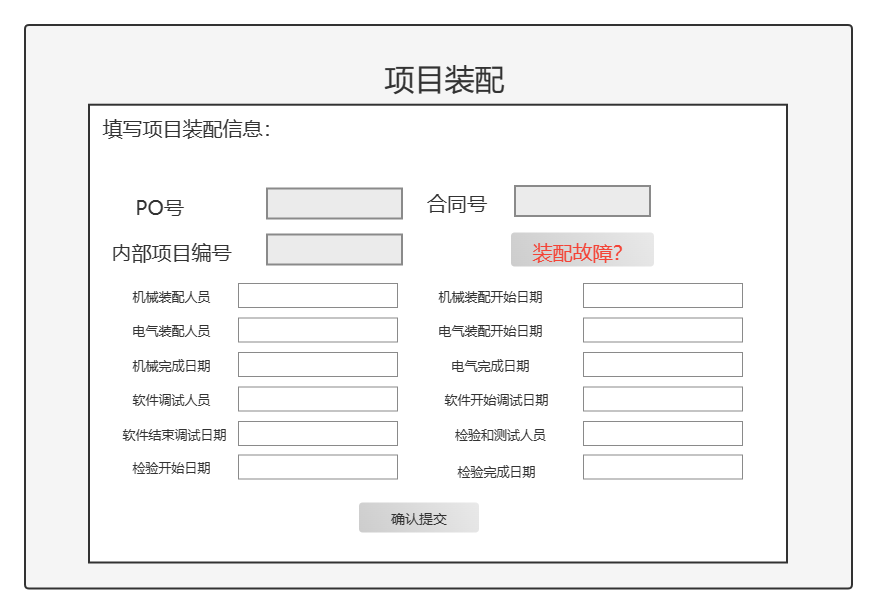 项目装配
填写项目装配信息：
PO号
合同号
内部项目编号
装配故障？
机械装配人员
机械装配开始日期
电气装配人员
电气装配开始日期
机械完成日期
电气完成日期
软件调试人员
软件开始调试日期
软件结束调试日期
检验和测试人员
检验开始日期
检验完成日期
确认提交